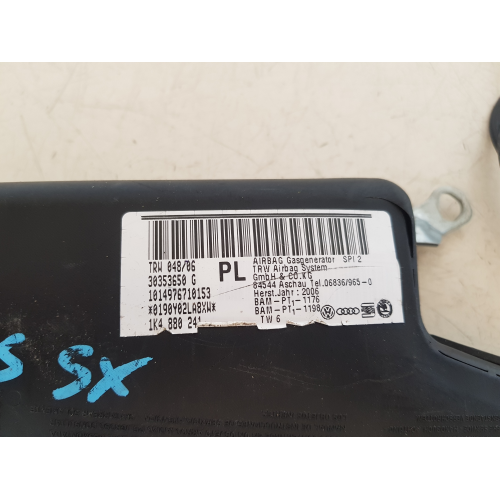 TRW 048/06
30353650 G
1014976710153
*0190Y02LA8XW*
1K4 880 241
PL
AIRBAG Gasgenerator SPI 2
TRW Airbag System
GmbH & CO.KG
84544 Aschau Tel.08638/965-0
Herst.Jahr: 2006
BAM-PT₁-1176
BAM-PT₁-1198
TW 6
S SX